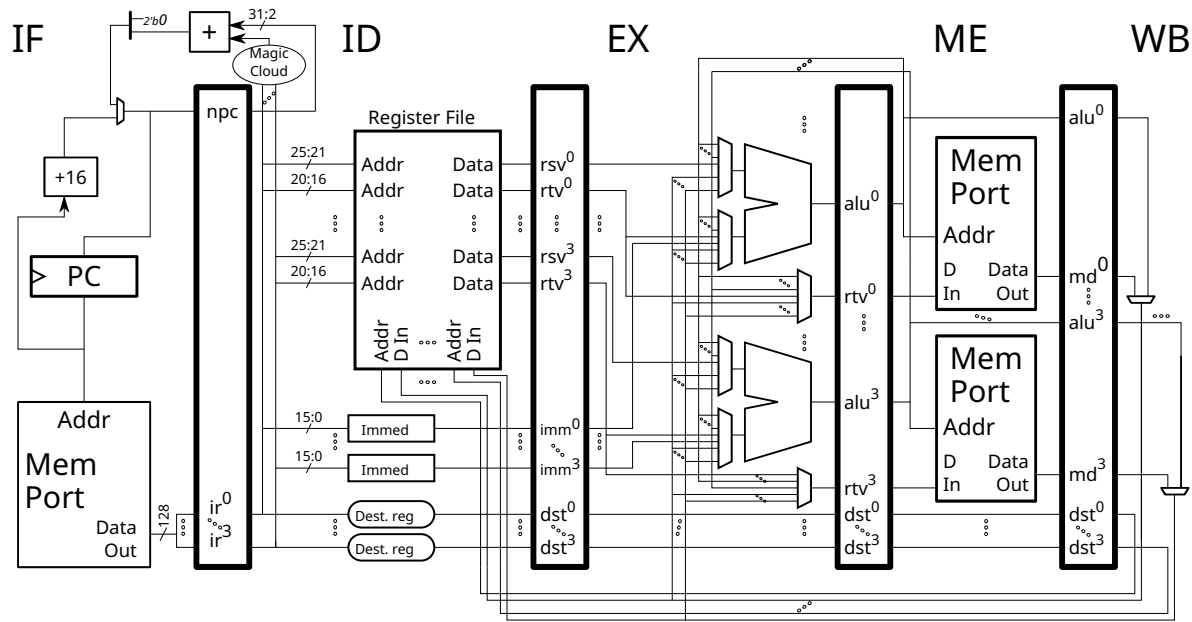 IF
ID
EX
ME
WB
2'b0
+
31:2
Magic
Cloud
npc
+16
PC
Addr
Mem
Port
Data
Out
128
ir0
ir3
Register File
25:21
Addr
Data
20:16
Addr
Data
25:21
Addr
Data
20:16
Addr
Data
Addr
D In
Addr
D In
15:0
Immed
15:0
Immed
Dest. reg
Dest. reg
rsv0
rtv0
rsv3
rtv3
imm0
imm3
dst0
dst3
alu0
rtv0
alu3
rtv3
dst0
dst3
Mem
Port
Addr
D
In
Data
Out
Mem
Port
Addr
D
In
Data
Out
alu0
md0
alu3
md3
dst0
dst3